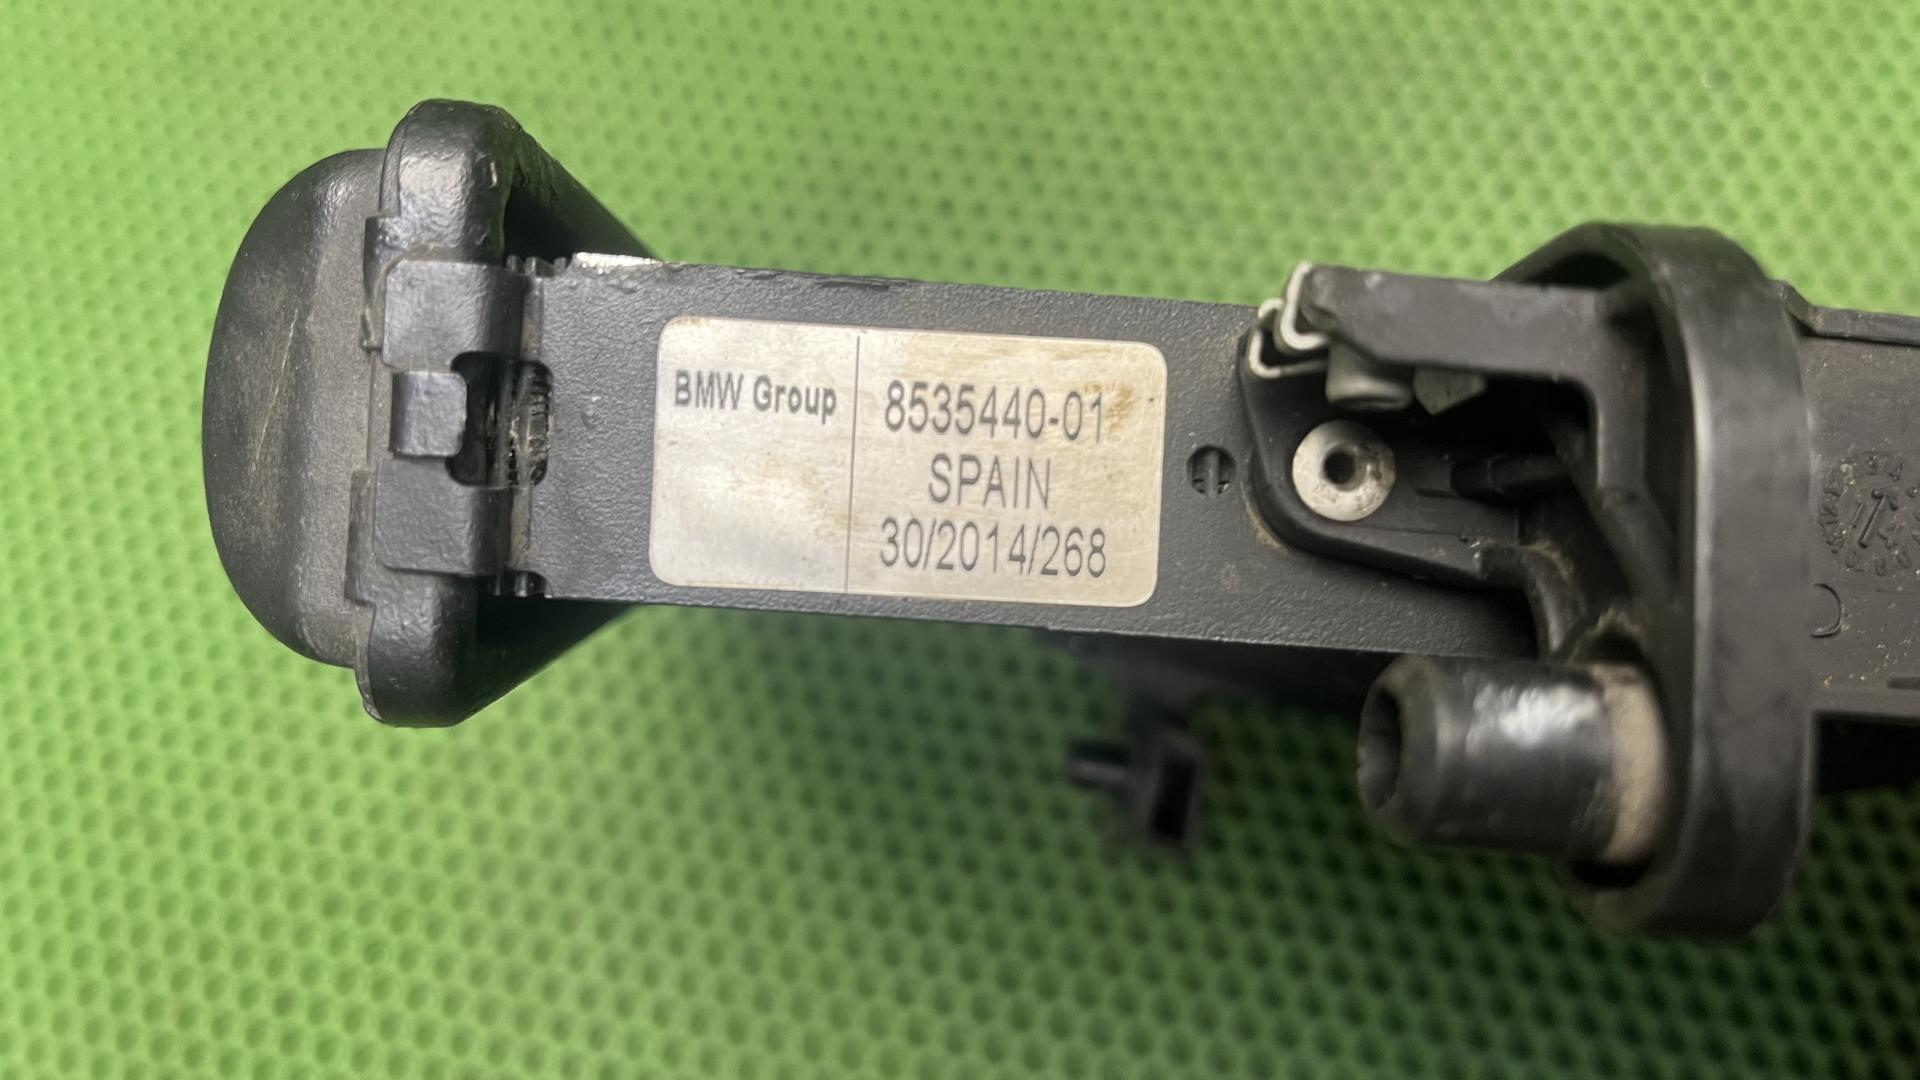 BMW Group
8535440-01
SPAIN
30/2014/268